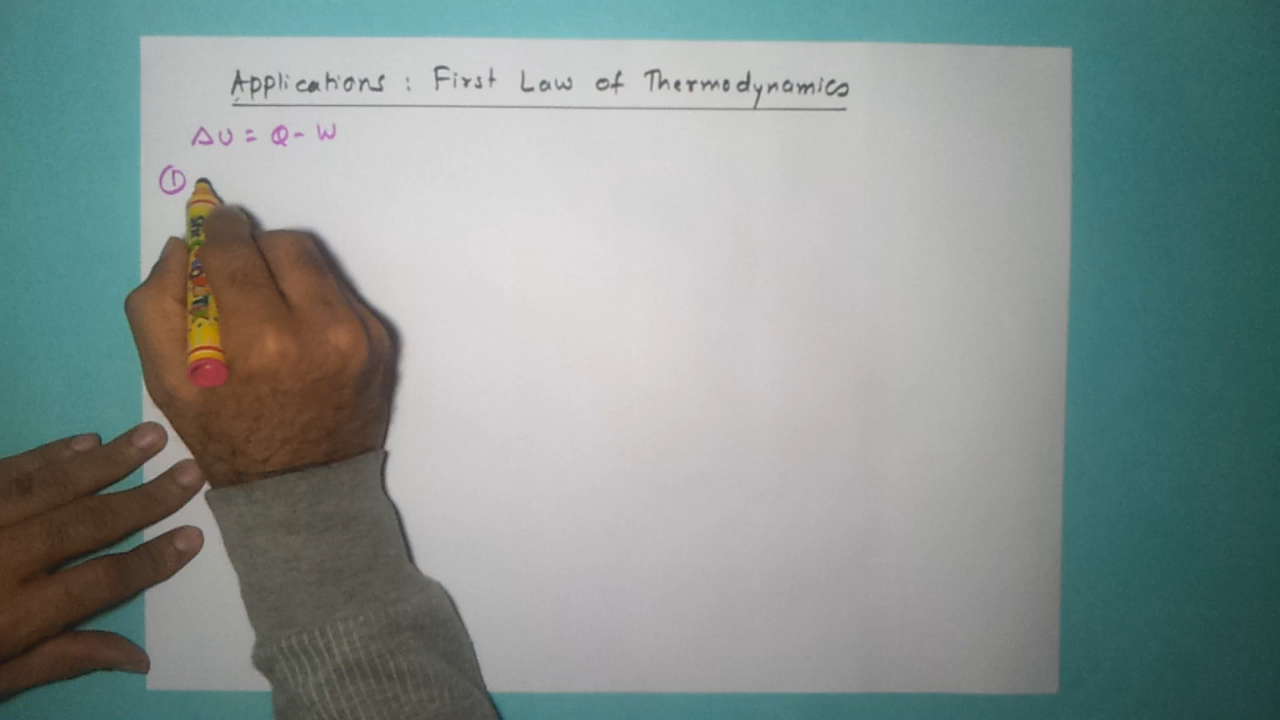 Applications : First Law of Thermodynamics
ΔU = Q - W
①